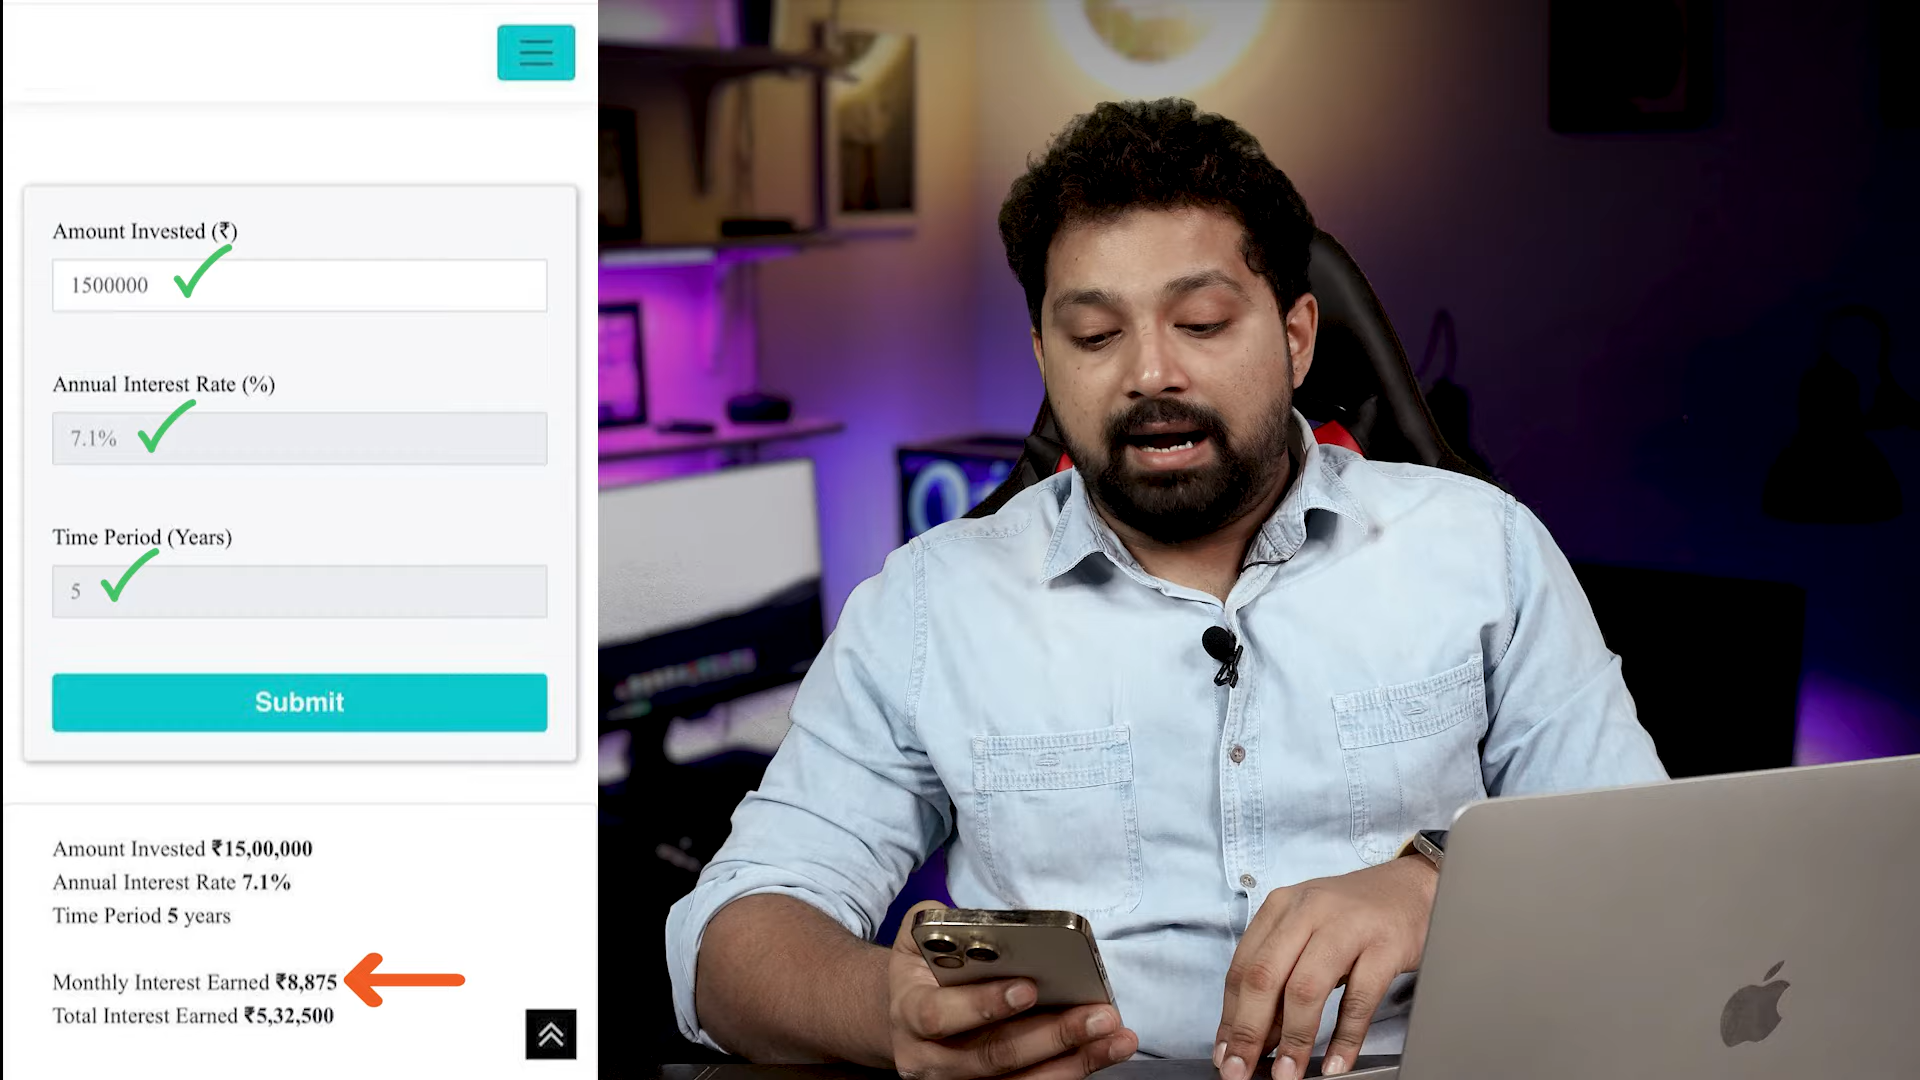 Amount Invested (₹)
1500000
Annual Interest Rate (%)
7.1%
Time Period (Years)
5
Submit
Amount Invested ₹15,00,000
Annual Interest Rate 7.1%
Time Period 5 years
Monthly Interest Earned ₹8,875
Total Interest Earned ₹5,32,500